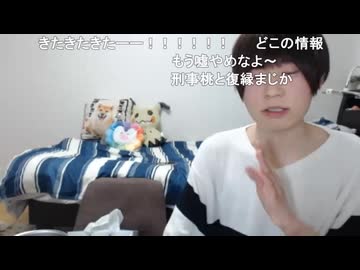 きたきたきたーー！！！！！！ どこの情報
もう嘘やめなよ〜
刑事桃と復縁まじか